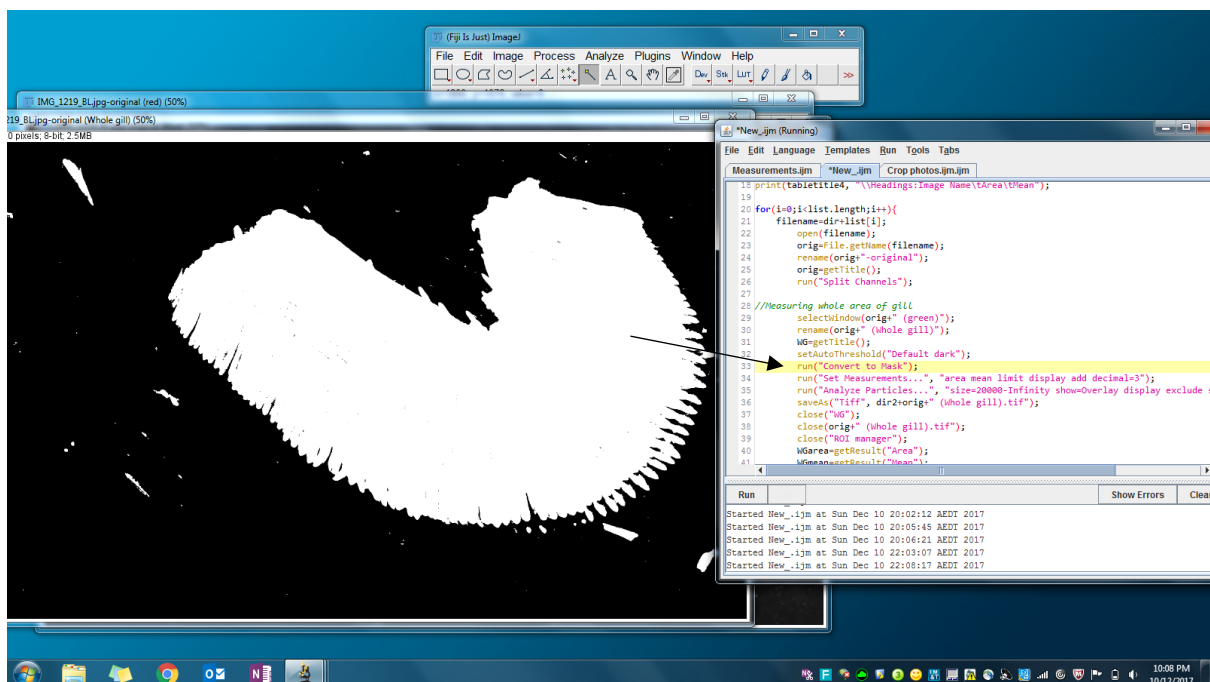 (Fiji Is Just) ImageJ
File Edit Image Process Analyze Plugins Window Help
Dev Stk LUT >>
IMG_1219_BL.jpg-original (red) (50%)
219_BL.jpg-original (Whole gill) (50%)
0 pixels; 8-bit; 2.5MB
*New_.ijm (Running)
File Edit Language Templates Run Tools Tabs
Measurements.ijm *New_.ijm Crop photos.ijm.ijm
18 print(tabletitle4, "\\Headings:Image Name\tArea\tMean");
19
20 for(i=0;i<list.length;i++){
21 filename=dir+list[i];
22 open(filename);
23 orig=File.getName(filename);
24 rename(orig+"-original");
25 orig=getTitle();
26 run("Split Channels");
27
28 //Measuring whole area of gill
29 selectWindow(orig+" (green)");
30 rename(orig+" (Whole gill)");
31 WG=getTitle();
32 setAutoThreshold("Default dark");
33 run("Convert to Mask");
34 run("Set Measurements...", "area mean limit display add decimal=3");
35 run("Analyze Particles...", "size=20000-Infinity show=Overlay display exclude s
36 saveAs("Tiff", dir2+orig+" (Whole gill).tif");
37 close("WG");
38 close(orig+" (Whole gill).tif");
39 close("ROI manager");
40 WGarea=getResult("Area");
41 WGmean=getResult("Mean");
Run Show Errors Clea
Started New_.ijm at Sun Dec 10 20:02:12 AEDT 2017
Started New_.ijm at Sun Dec 10 20:05:45 AEDT 2017
Started New_.ijm at Sun Dec 10 20:06:21 AEDT 2017
Started New_.ijm at Sun Dec 10 22:03:07 AEDT 2017
Started New_.ijm at Sun Dec 10 22:08:17 AEDT 2017
10:08 PM
10/12/2017